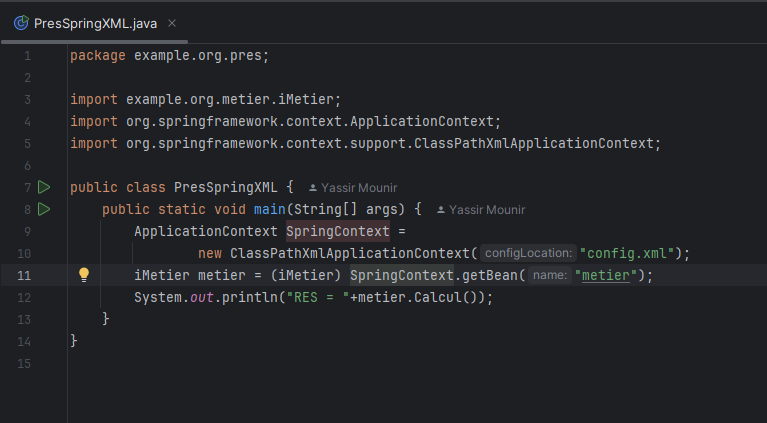 PresSpringXML.java
1 package example.org.pres;
2
3 import example.org.metier.iMetier;
4 import org.springframework.context.ApplicationContext;
5 import org.springframework.context.support.ClassPathXmlApplicationContext;
6
7 public class PresSpringXML { Yassir Mounir
8 public static void main(String[] args) { Yassir Mounir
9 ApplicationContext SpringContext =
10 new ClassPathXmlApplicationContext( configLocation: "config.xml");
11 iMetier metier = (iMetier) SpringContext.getBean( name: "metier");
12 System.out.println("RES = "+metier.Calcul());
13 }
14 }
15